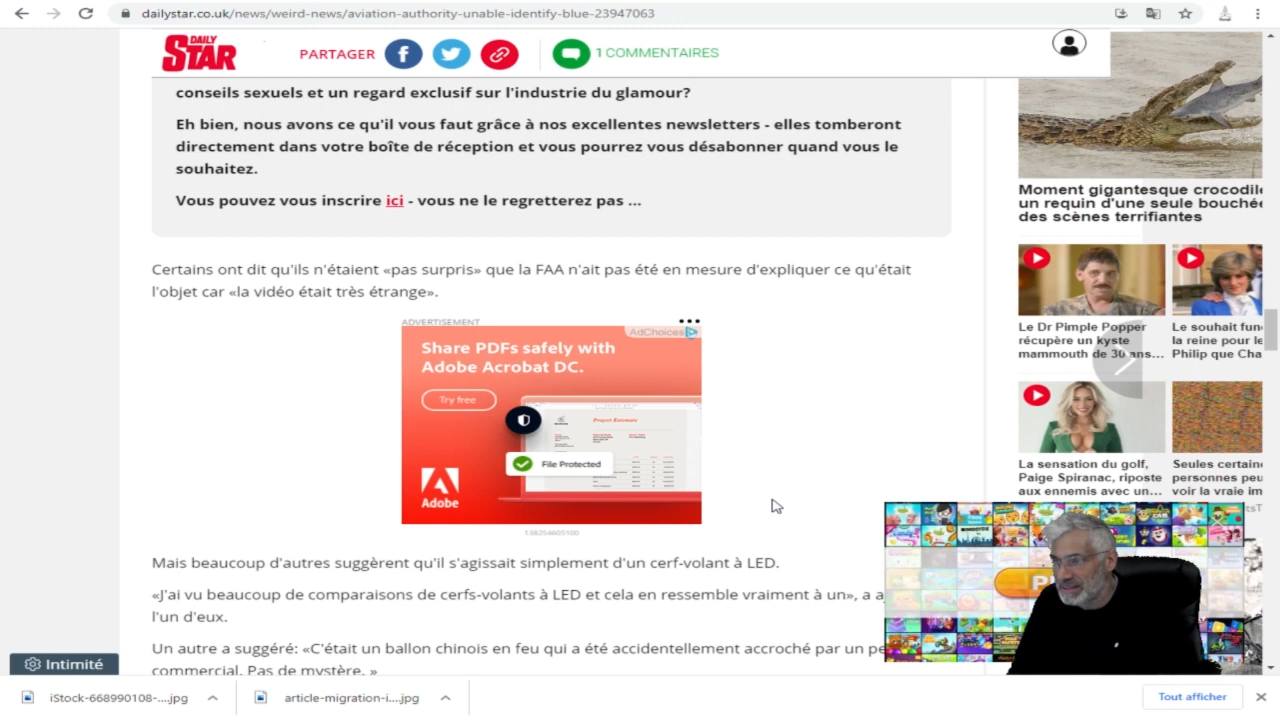 dailystar.co.uk/news/weird-news/aviation-authority-unable-identify-blue-23947063
DAILY
STAR
PARTAGER
1 COMMENTAIRES
conseils sexuels et un regard exclusif sur l'industrie du glamour?
Eh bien, nous avons ce qu'il vous faut grâce à nos excellentes newsletters - elles tomberont
directement dans votre boîte de réception et vous pourrez vous désabonner quand vous le
souhaitez.
Vous pouvez vous inscrire ici - vous ne le regretterez pas ...
Certains ont dit qu'ils n'étaient «pas surpris» que la FAA n'ait pas été en mesure d'expliquer ce qu'était
l'objet car «la vidéo était très étrange».
ADVERTISEMENT
AdChoices
Share PDFs safely with
Adobe Acrobat DC.
Try free
Project Estimate
File Protected
Adobe
138254605100
Mais beaucoup d'autres suggèrent qu'il s'agissait simplement d'un cerf-volant à LED.
«J'ai vu beaucoup de comparaisons de cerfs-volants à LED et cela en ressemble vraiment à un», a a
l'un d'eux.
Un autre a suggéré: «C'était un ballon chinois en feu qui a été accidentellement accroché par un pe
commercial. Pas de mystère. »
Moment gigantesque crocodile
un requin d'une seule bouchée
des scènes terrifiantes
Le Dr Pimple Popper
récupère un kyste
mammouth de 30 ans...
Le souhait fun
la reine pour le
Philip que Cha
La sensation du golf,
Paige Spiranac, riposte
aux ennemis avec un...
Seules certain
personnes peu
voir la vraie im
Intimité
iStock-668990108-....jpg
article-migration-i....jpg
Tout afficher